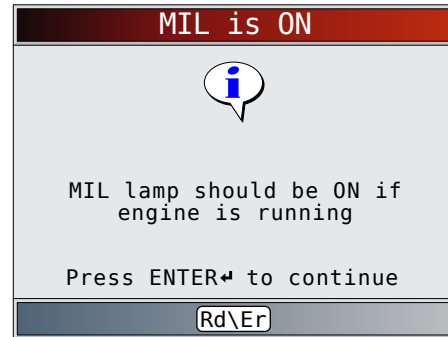 MIL is ON
i
MIL lamp should be ON if
engine is running
Press ENTER↵ to continue
Rd\Er